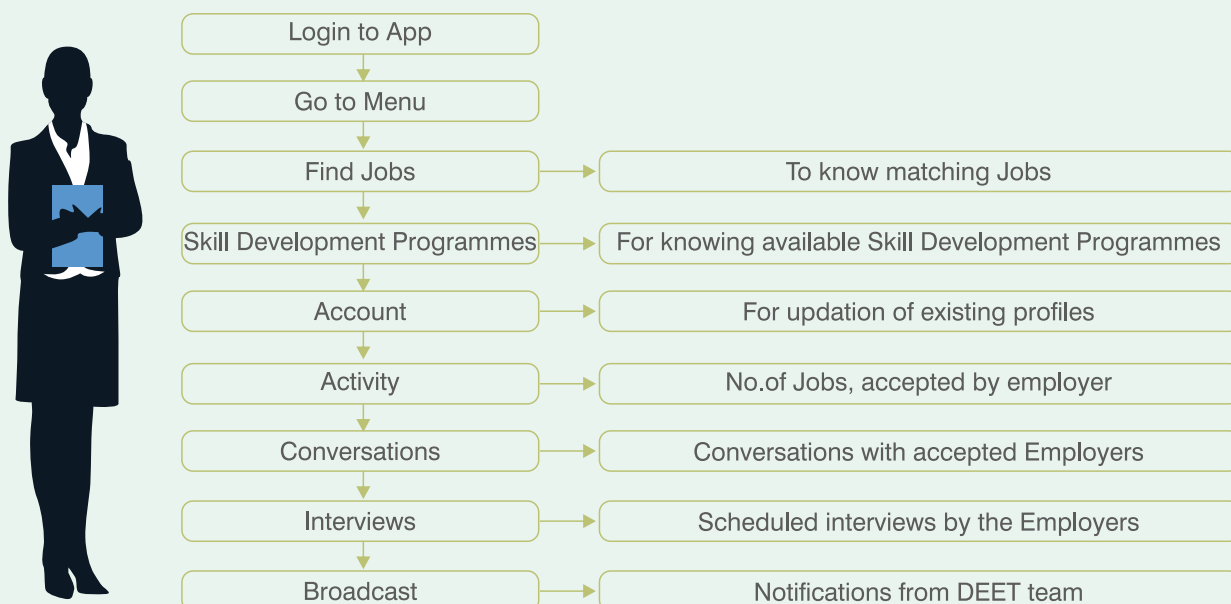 Login to App
Go to Menu
Find Jobs
To know matching Jobs
Skill Development Programmes
For knowing available Skill Development Programmes
Account
For updation of existing profiles
Activity
No.of Jobs, accepted by employer
Conversations
Conversations with accepted Employers
Interviews
Scheduled interviews by the Employers
Broadcast
Notifications from DEET team